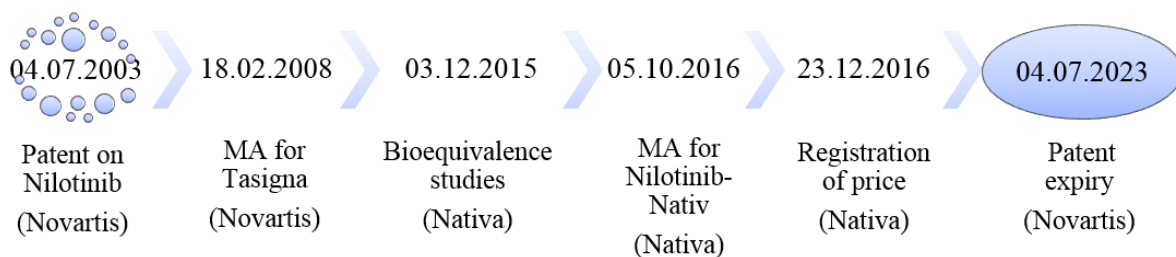 04.07.2003
18.02.2008
03.12.2015
05.10.2016
23.12.2016
04.07.2023
Patent on
Nilotinib
(Novartis)
MA for
Tasigna
(Novartis)
Bioequivalence
studies
(Nativa)
MA for
Nilotinib-
Nativ
(Nativa)
Registration
of price
(Nativa)
Patent
expiry
(Novartis)